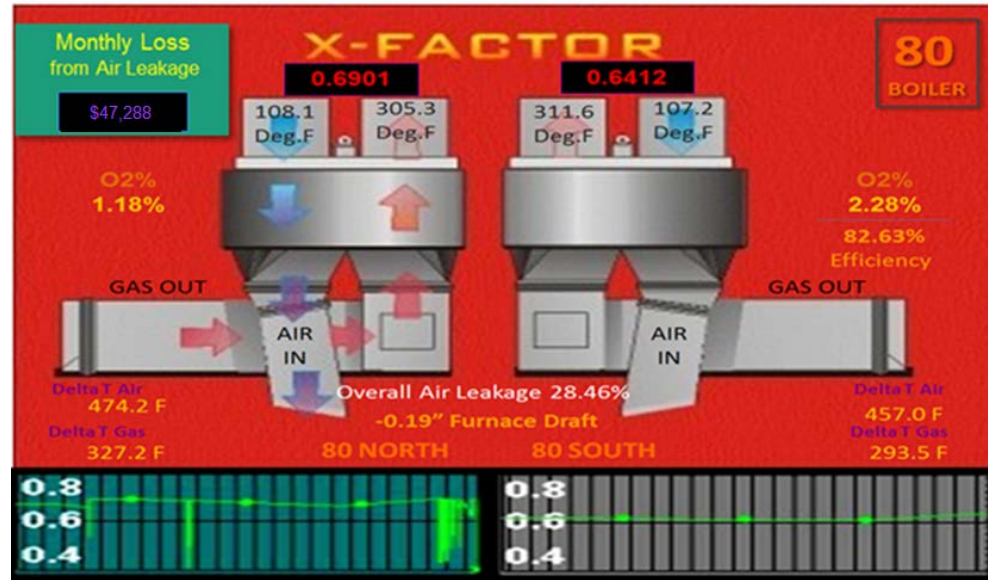 Monthly Loss
from Air Leakage
$47,288
X-FACTOR
80
BOILER
0.6901
0.6412
108.1
Deg.F
305.3
Deg.F
311.6
Deg.F
107.2
Deg.F
O2%
1.18%
O2%
2.28%
82.63%
Efficiency
GAS OUT
GAS OUT
AIR
IN
AIR
IN
Overall Air Leakage 28.46%
-0.19” Furnace Draft
Delta T Air
474.2 F
Delta T Gas
327.2 F
Delta T Air
457.0 F
Delta T Gas
293.5 F
80 NORTH
80 SOUTH
0.8
0.6
0.4
0.8
0.6
0.4